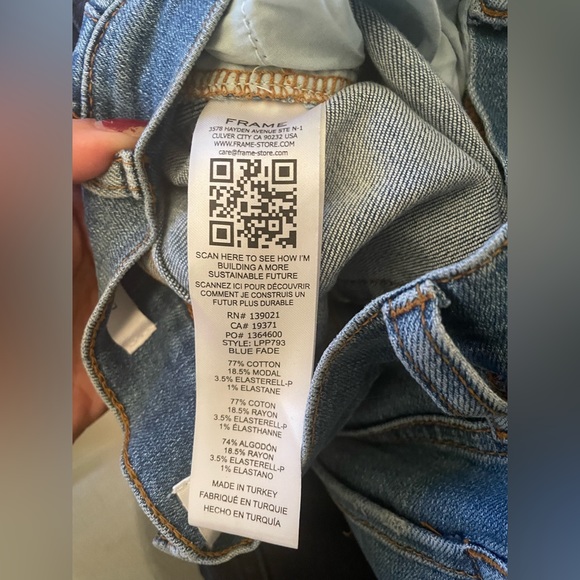 FRAME
3578 HAYDEN AVENUE STE N-1
CULVER CITY CA 90232 USA
WWW.FRAME-STORE.COM
care@frame-store.com
SCAN HERE TO SEE HOW I'M
BUILDING A MORE
SUSTAINABLE FUTURE
SCANNEZ ICI POUR DÉCOUVRIR
COMMENT JE CONSTRUIS UN
FUTUR PLUS DURABLE
RN# 139021
CA# 19371
PO# 1364600
STYLE: LPP793
BLUE FADE
77% COTTON
18.5% MODAL
3.5% ELASTERELL-P
1% ELASTANE
77% COTON
18.5% RAYON
3.5% ELASTERELL-P
1% ÉLASTHANNE
74% ALGODÓN
18.5% RAYON
3.5% ELASTERELL-P
1% ELASTANO
MADE IN TURKEY
FABRIQUÉ EN TURQUIE
HECHO EN TURQUÍA